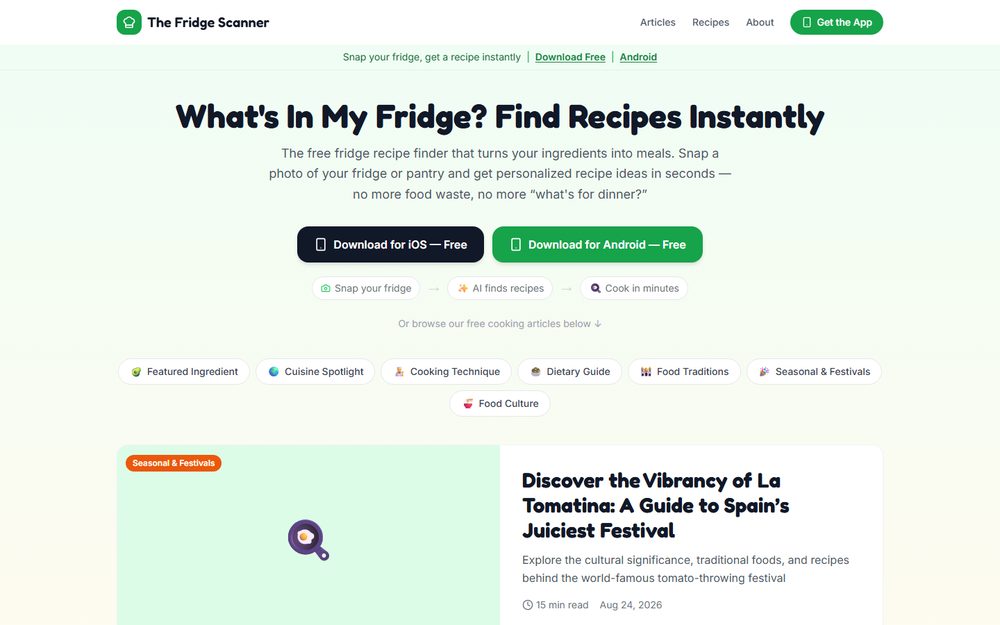 The Fridge Scanner
Articles
Recipes
About
Get the App
Snap your fridge, get a recipe instantly | Download Free | Android
What's In My Fridge? Find Recipes Instantly
The free fridge recipe finder that turns your ingredients into meals. Snap a
photo of your fridge or pantry and get personalized recipe ideas in seconds —
no more food waste, no more “what's for dinner?”
Download for iOS — Free
Download for Android — Free
Snap your fridge → AI finds recipes → Cook in minutes
Or browse our free cooking articles below ↓
Featured Ingredient
Cuisine Spotlight
Cooking Technique
Dietary Guide
Food Traditions
Seasonal & Festivals
Food Culture
Seasonal & Festivals
Discover the Vibrancy of La
Tomatina: A Guide to Spain’s
Juiciest Festival
Explore the cultural significance, traditional foods, and recipes
behind the world-famous tomato-throwing festival
15 min read
Aug 24, 2026